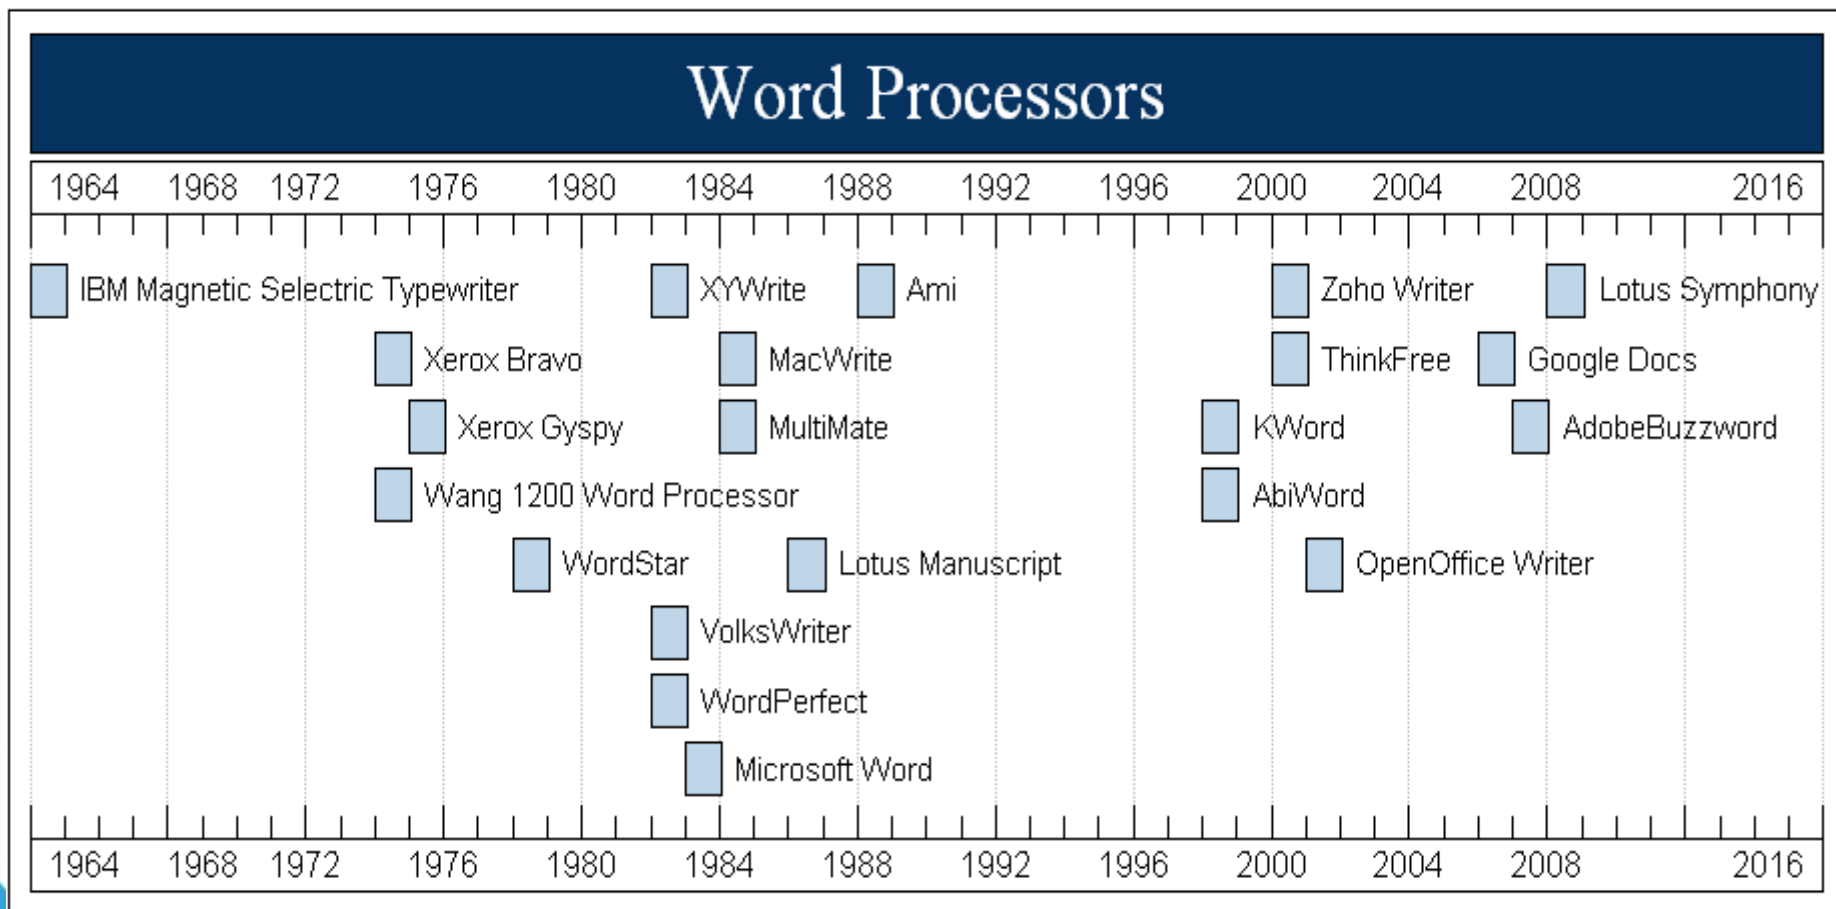 Word Processors
1964 1968 1972 1976 1980 1984 1988 1992 1996 2000 2004 2008 2016
IBM Magnetic Selectric Typewriter XYWrite Ami Zoho Writer Lotus Symphony
Xerox Bravo MacWrite ThinkFree Google Docs
Xerox Gyspy MultiMate KWord AdobeBuzzword
Wang 1200 Word Processor AbiWord
WordStar Lotus Manuscript OpenOffice Writer
VolksWriter
WordPerfect
Microsoft Word
1964 1968 1972 1976 1980 1984 1988 1992 1996 2000 2004 2008 2016